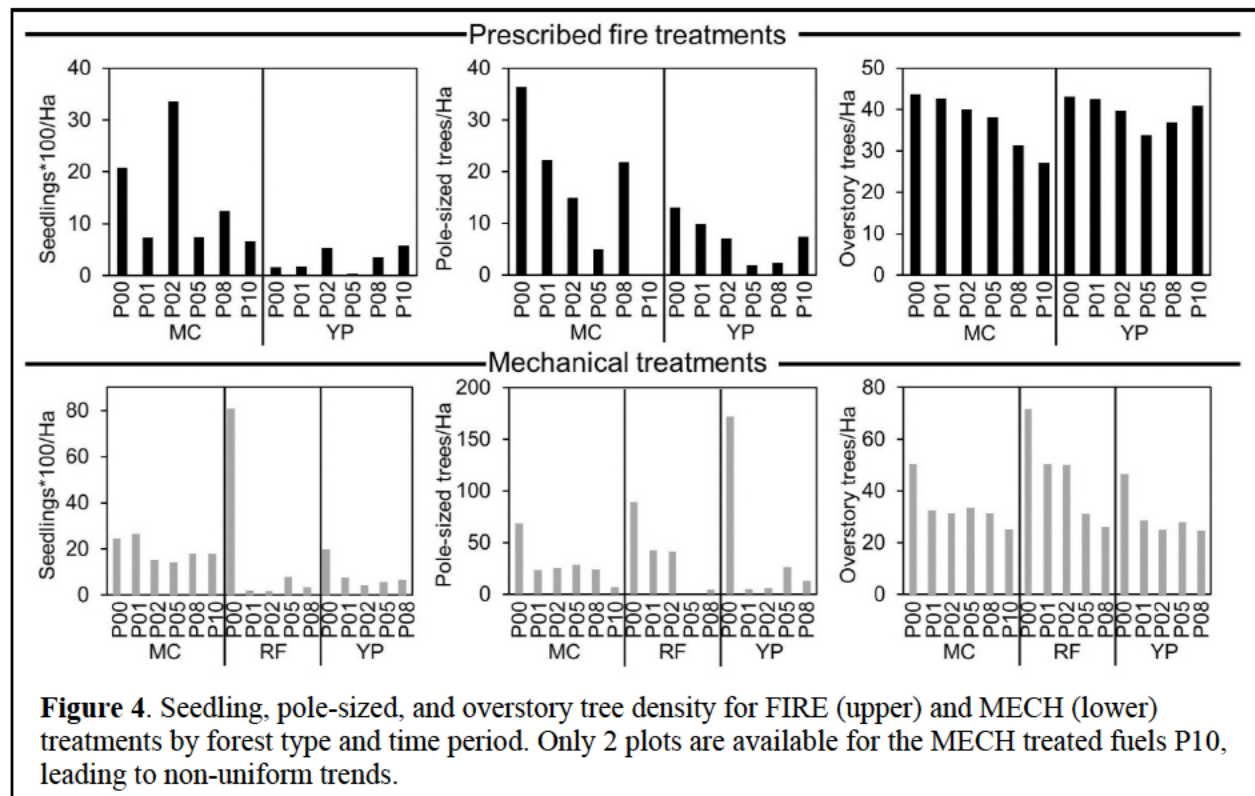 Prescribed fire treatments
Seedlings*100/Ha
40
30
20
10
0
P00 P01 P02 P05 P08 P10 P00 P01 P02 P05 P08 P10
MC YP
Pole-sized trees/Ha
40
30
20
10
0
P00 P01 P02 P05 P08 P10 P00 P01 P02 P05 P08 P10
MC YP
Overstory trees/Ha
50
40
30
20
10
0
P00 P01 P02 P05 P08 P10 P00 P01 P02 P05 P08 P10
MC YP
Mechanical treatments
Seedlings*100/Ha
80
60
40
20
0
P00 P01 P02 P05 P08 P10 P00 P01 P02 P05 P08 P00 P01 P02 P05 P08
MC RF YP
Pole-sized trees/Ha
200
150
100
50
0
P00 P01 P02 P05 P08 P10 P00 P01 P02 P05 P08 P00 P01 P02 P05 P08
MC RF YP
Overstory trees/Ha
80
60
40
20
0
P00 P01 P02 P05 P08 P10 P00 P01 P02 P05 P08 P00 P01 P02 P05 P08
MC RF YP
Figure 4. Seedling, pole-sized, and overstory tree density for FIRE (upper) and MECH (lower)
treatments by forest type and time period. Only 2 plots are available for the MECH treated fuels P10,
leading to non-uniform trends.